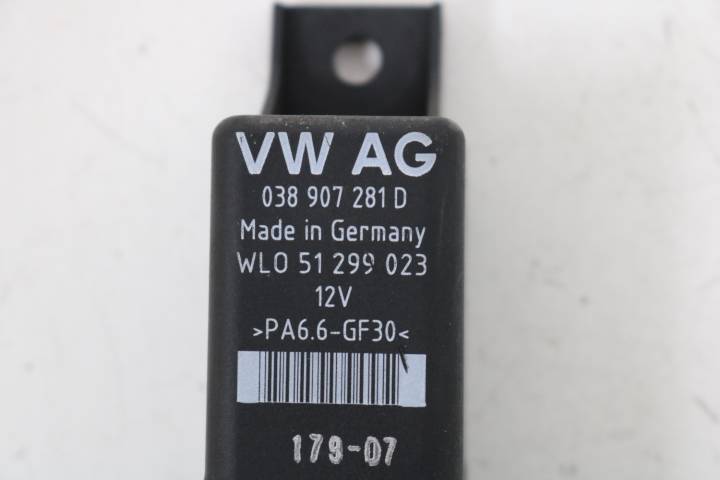 VW AG
038 907 281 D
Made in Germany
WLO 51 299 023
12V
>PA6.6-GF30<
179-07